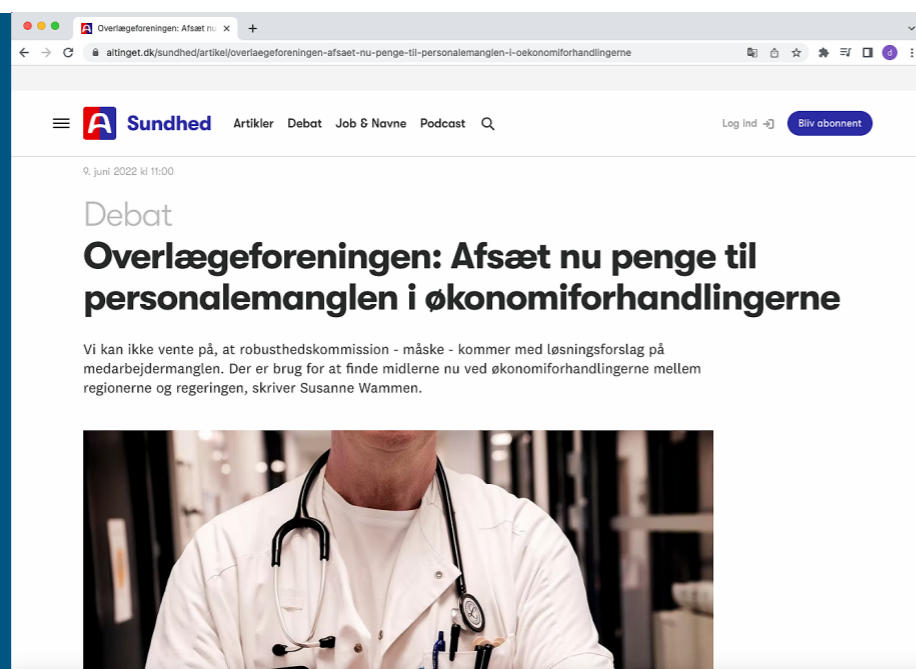 Overlægeforeningen: Afsæt nu
altinget.dk/sundhed/artikel/overlaegeforeningen-afsaet-nu-penge-til-personalemanglen-i-oekonomiforhandlingerne
d
A Sundhed Artikler Debat Job & Navne Podcast Log ind Bliv abonnent
9. juni 2022 kl 11:00
Debat
Overlægeforeningen: Afsæt nu penge til
personalemanglen i økonomiforhandlingerne
Vi kan ikke vente på, at robusthedskommission - måske - kommer med løsningsforslag på
medarbejdermanglen. Der er brug for at finde midlerne nu ved økonomiforhandlingerne mellem
regionerne og regeringen, skriver Susanne Wammen.